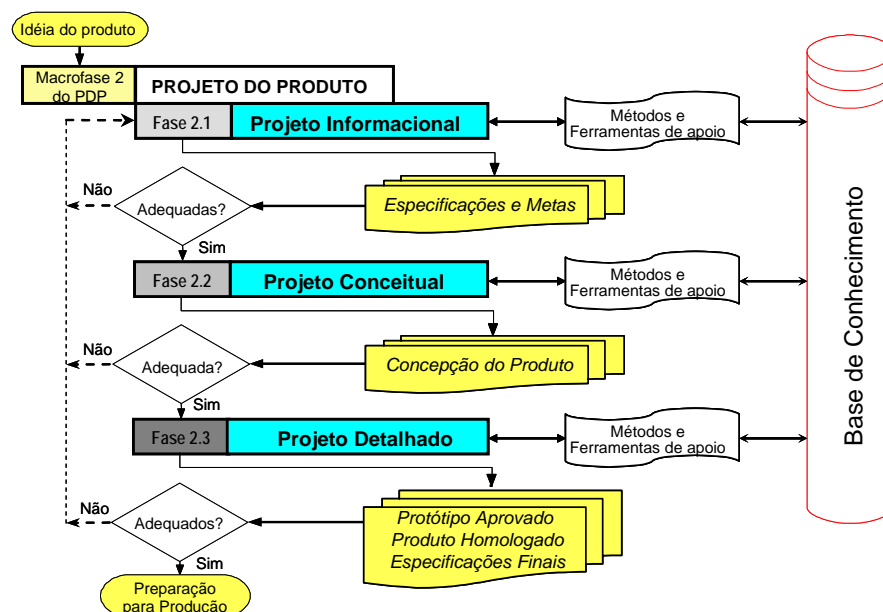 Idéia do produto
Macrofase 2
do PDP
PROJETO DO PRODUTO
Fase 2.1
Projeto Informacional
Métodos e
Ferramentas de apoio
Especificações e Metas
Não
Adequadas?
Sim
Fase 2.2
Projeto Conceitual
Métodos e
Ferramentas de apoio
Concepção do Produto
Não
Adequada?
Sim
Fase 2.3
Projeto Detalhado
Métodos e
Ferramentas de apoio
Protótipo Aprovado
Produto Homologado
Especificações Finais
Não
Adequados?
Sim
Preparação
para Produção
Base de Conhecimento